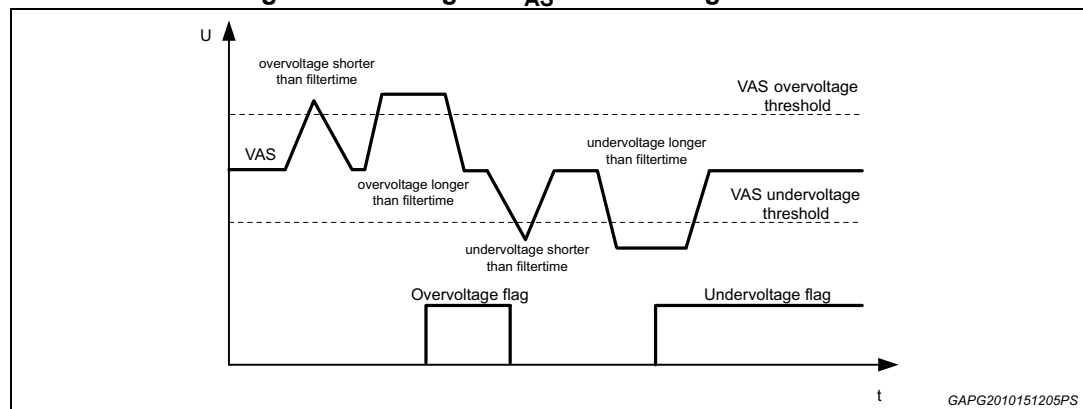 AS
U
overvoltage shorter
than filtertime
VAS overvoltage
threshold
VAS
undervoltage longer
than filtertime
overvoltage longer
than filtertime
VAS undervoltage
threshold
undervoltage shorter
than filtertime
Overvoltage flag
Undervoltage flag
t
GAPG2010151205PS